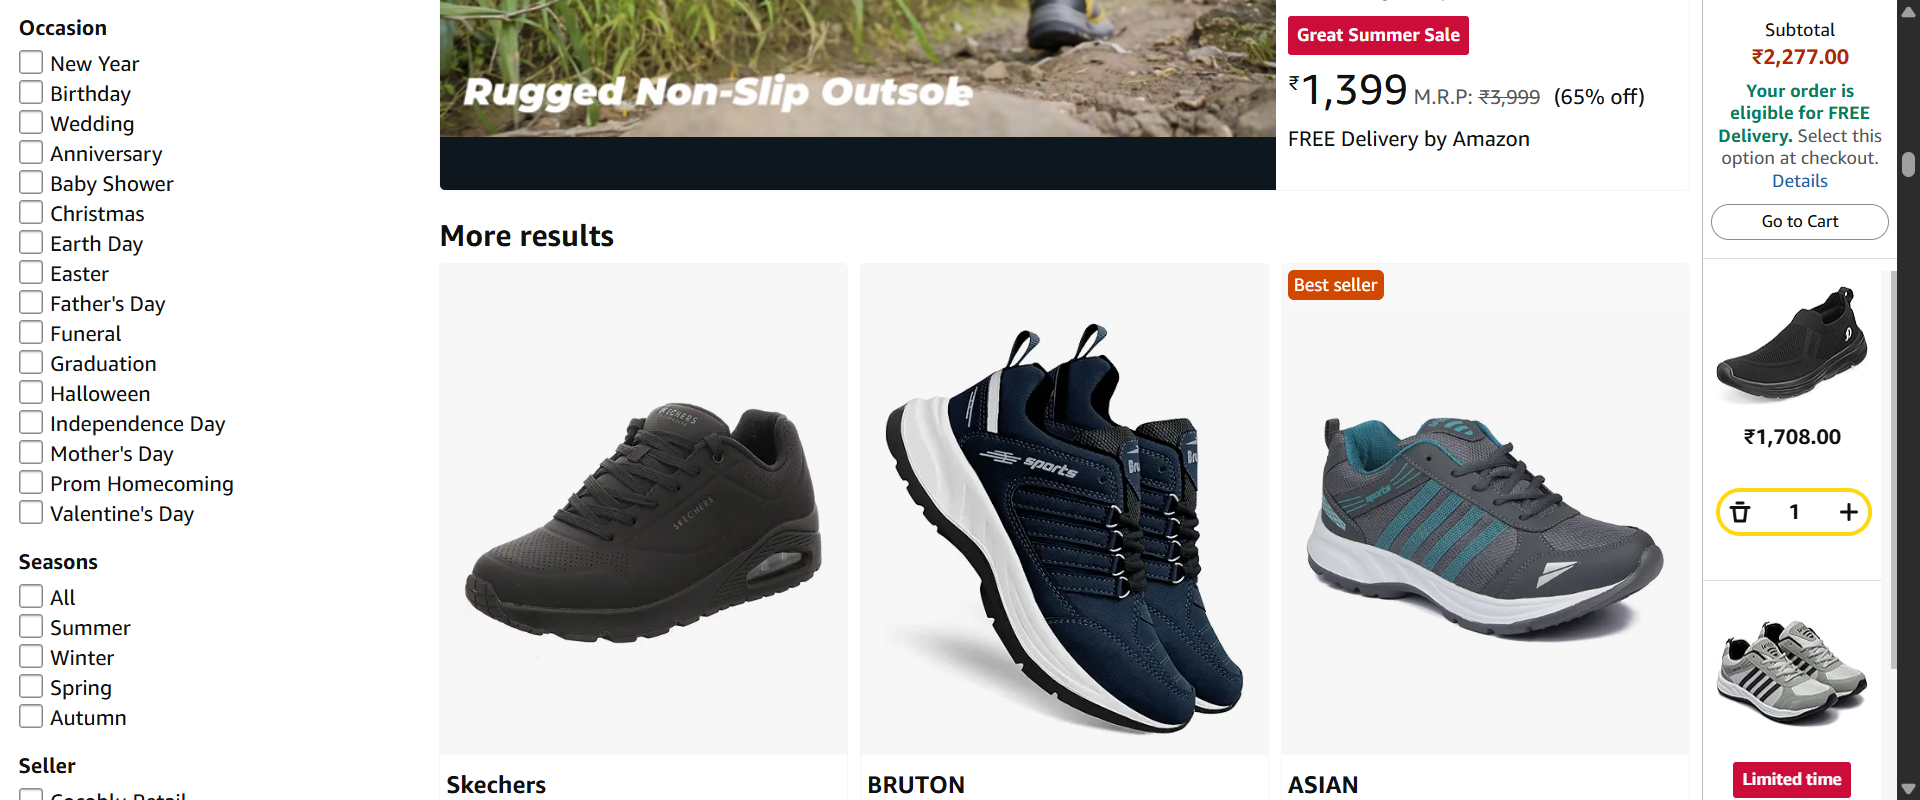 Occasion
New Year
Birthday
Wedding
Anniversary
Baby Shower
Christmas
Earth Day
Easter
Father's Day
Funeral
Graduation
Halloween
Independence Day
Mother's Day
Prom Homecoming
Valentine's Day
Seasons
All
Summer
Winter
Spring
Autumn
Seller
Rugged Non-Slip Outsole
Great Summer Sale
₹1,399 M.R.P: ₹3,999 (65% off)
FREE Delivery by Amazon
More results
SKECHERS
SKECHERS
Skechers
sports
BRUTON
Best seller
sports
ASIAN
Subtotal
₹2,277.00
Your order is
eligible for FREE
Delivery. Select this
option at checkout.
Details
Go to Cart
₹1,708.00
1
Limited time